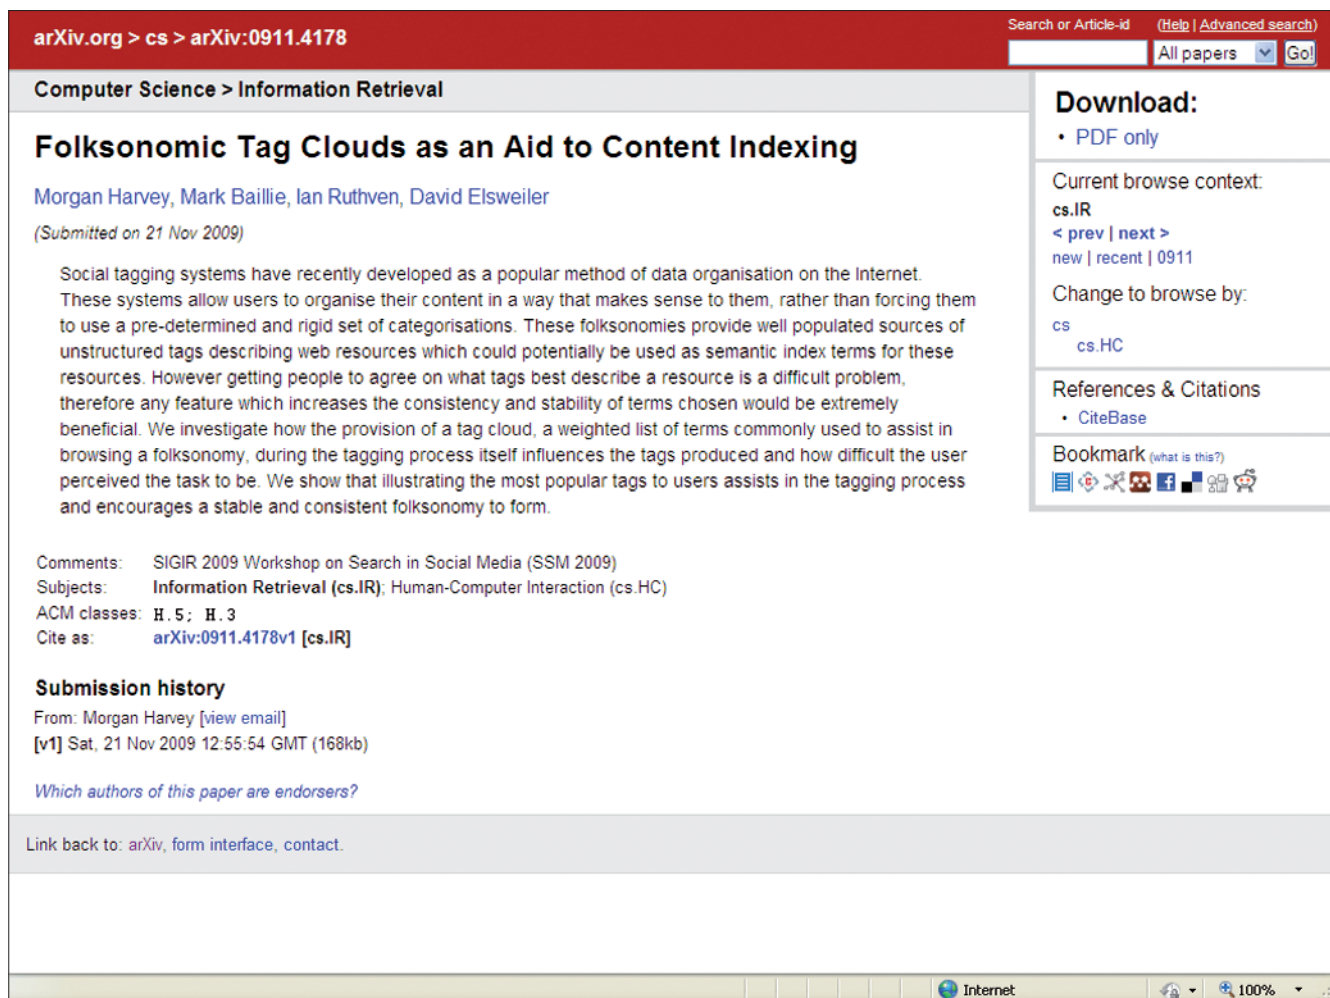 arXiv.org > cs > arXiv:0911.4178
Search or Article-id (Help | Advanced search)
All papers Go!
Computer Science > Information Retrieval
Folksonomic Tag Clouds as an Aid to Content Indexing
Morgan Harvey, Mark Baillie, Ian Ruthven, David Elsweiler
(Submitted on 21 Nov 2009)
Social tagging systems have recently developed as a popular method of data organisation on the Internet.
These systems allow users to organise their content in a way that makes sense to them, rather than forcing them
to use a pre-determined and rigid set of categorisations. These folksonomies provide well populated sources of
unstructured tags describing web resources which could potentially be used as semantic index terms for these
resources. However getting people to agree on what tags best describe a resource is a difficult problem,
therefore any feature which increases the consistency and stability of terms chosen would be extremely
beneficial. We investigate how the provision of a tag cloud, a weighted list of terms commonly used to assist in
browsing a folksonomy, during the tagging process itself influences the tags produced and how difficult the user
perceived the task to be. We show that illustrating the most popular tags to users assists in the tagging process
and encourages a stable and consistent folksonomy to form.
Comments: SIGIR 2009 Workshop on Search in Social Media (SSM 2009)
Subjects: Information Retrieval (cs.IR); Human-Computer Interaction (cs.HC)
ACM classes: H.5; H.3
Cite as: arXiv:0911.4178v1 [cs.IR]
Submission history
From: Morgan Harvey [view email]
[v1] Sat, 21 Nov 2009 12:55:54 GMT (168kb)
Which authors of this paper are endorsers?
Link back to: arXiv, form interface, contact.
Download:
• PDF only
Current browse context:
cs.IR
< prev | next >
new | recent | 0911
Change to browse by:
cs
cs.HC
References & Citations
• CiteBase
Bookmark (what is this?)
Internet
100%